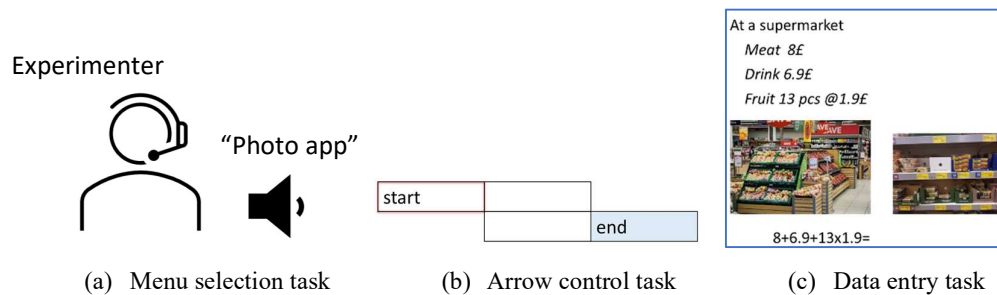 Experimenter
“Photo app”
start
end
At a supermarket
Meat 8£
Drink 6.9£
Fruit 13 pcs @1.9£
SAVE
8+6.9+13x1.9=
(a) Menu selection task
(b) Arrow control task
(c) Data entry task